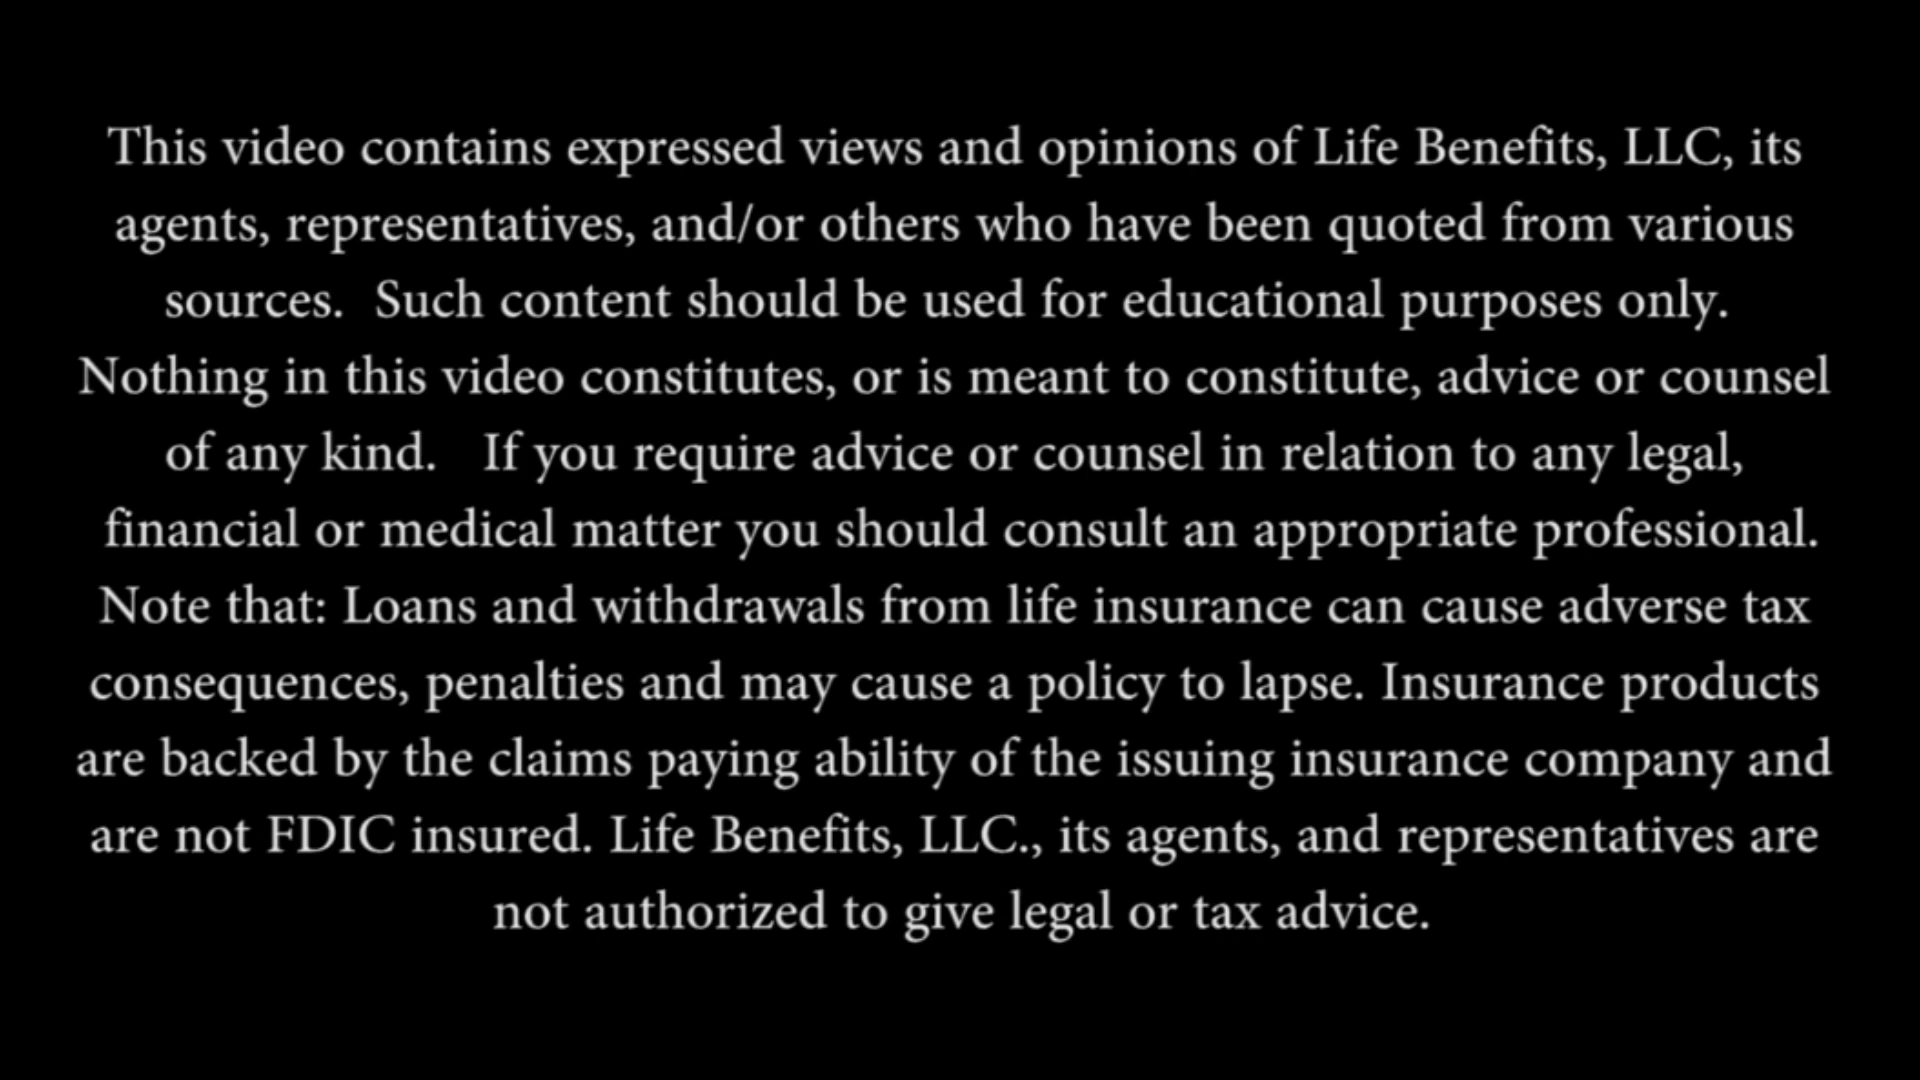 This video contains expressed views and opinions of Life Benefits, LLC, its
agents, representatives, and/or others who have been quoted from various
sources.  Such content should be used for educational purposes only.
Nothing in this video constitutes, or is meant to constitute, advice or counsel
of any kind.   If you require advice or counsel in relation to any legal,
financial or medical matter you should consult an appropriate professional.
Note that: Loans and withdrawals from life insurance can cause adverse tax
consequences, penalties and may cause a policy to lapse. Insurance products
are backed by the claims paying ability of the issuing insurance company and
are not FDIC insured. Life Benefits, LLC., its agents, and representatives are
not authorized to give legal or tax advice.